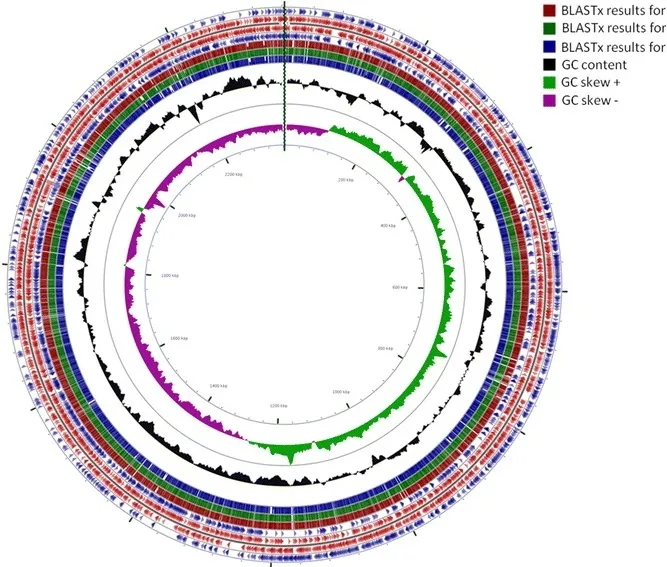 BLASTx results for
BLASTx results for
BLASTx results for
GC content
GC skew +
GC skew -
2200 kbp
200 kbp
2000 kbp
400 kbp
1800 kbp
600 kbp
1600 kbp
800 kbp
1400 kbp
1000 kbp
1200 kbp